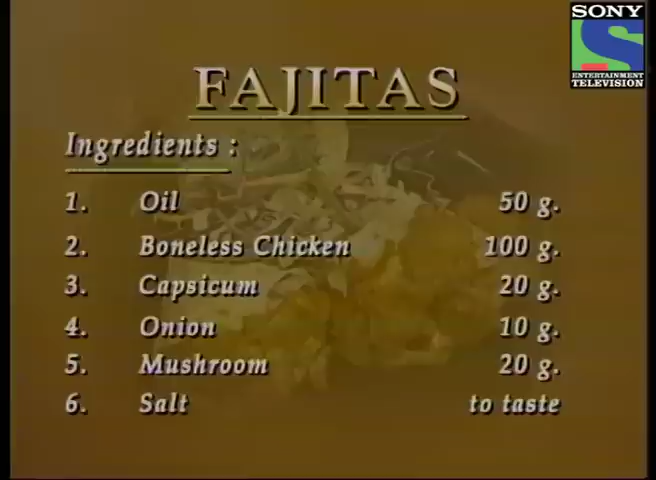 SONY
ENTERTAINMENT
TELEVISION
FAJITAS
Ingredients :
1. Oil 50 g.
2. Boneless Chicken 100 g.
3. Capsicum 20 g.
4. Onion 10 g.
5. Mushroom 20 g.
6. Salt to taste